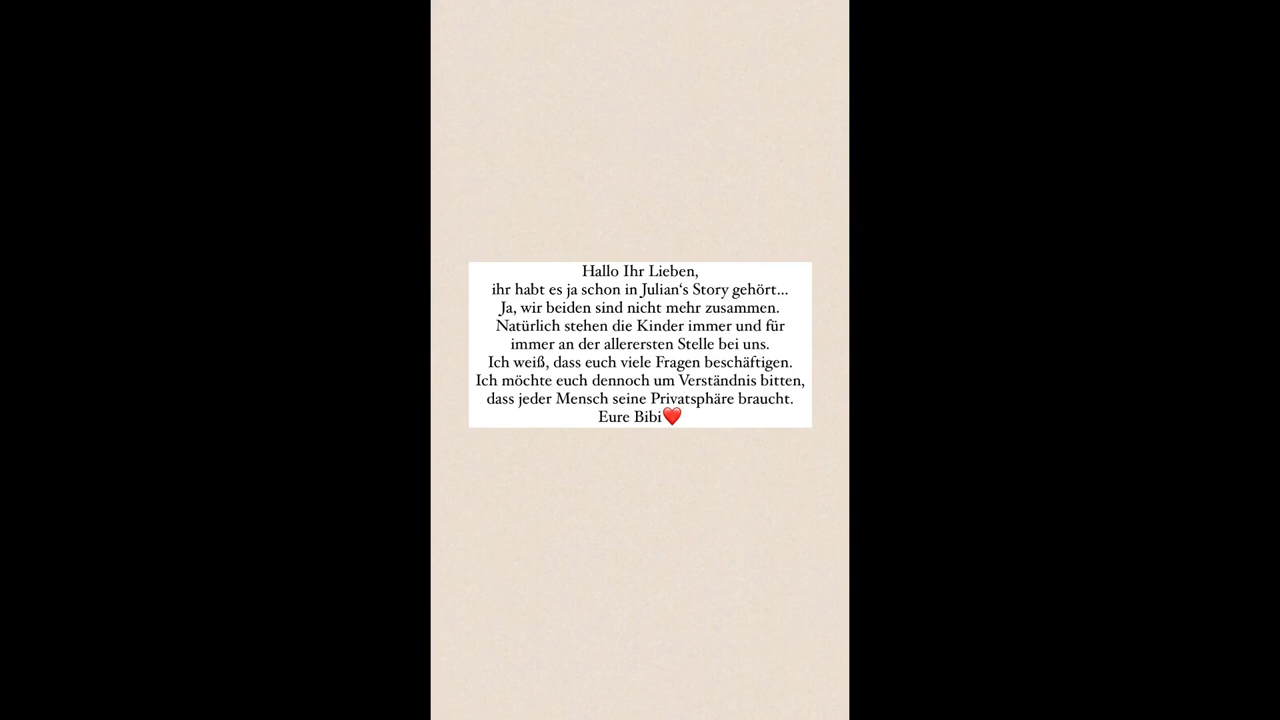 Hallo Ihr Lieben,
ihr habt es ja schon in Julian‘s Story gehört...
Ja, wir beiden sind nicht mehr zusammen.
Natürlich stehen die Kinder immer und für
immer an der allerersten Stelle bei uns.
Ich weiß, dass euch viele Fragen beschäftigen.
Ich möchte euch dennoch um Verständnis bitten,
dass jeder Mensch seine Privatsphäre braucht.
Eure Bibi❤️